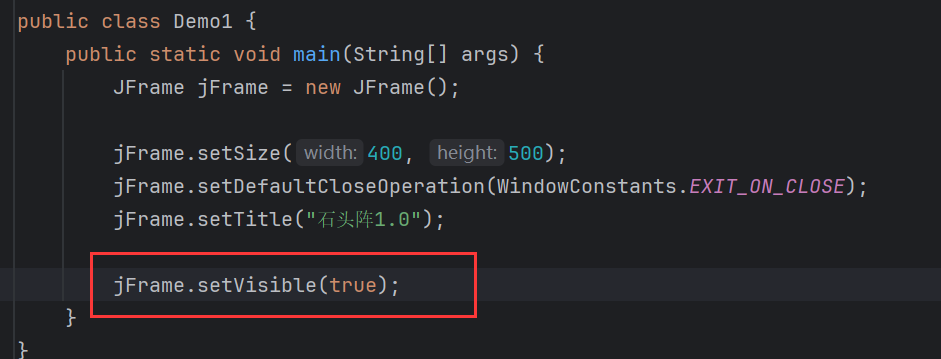 public class Demo1 {
public static void main(String[] args) {
JFrame jFrame = new JFrame();
jFrame.setSize( width: 400, height: 500);
jFrame.setDefaultCloseOperation(WindowConstants.EXIT_ON_CLOSE);
jFrame.setTitle("石头阵1.0");
jFrame.setVisible(true);
}
}